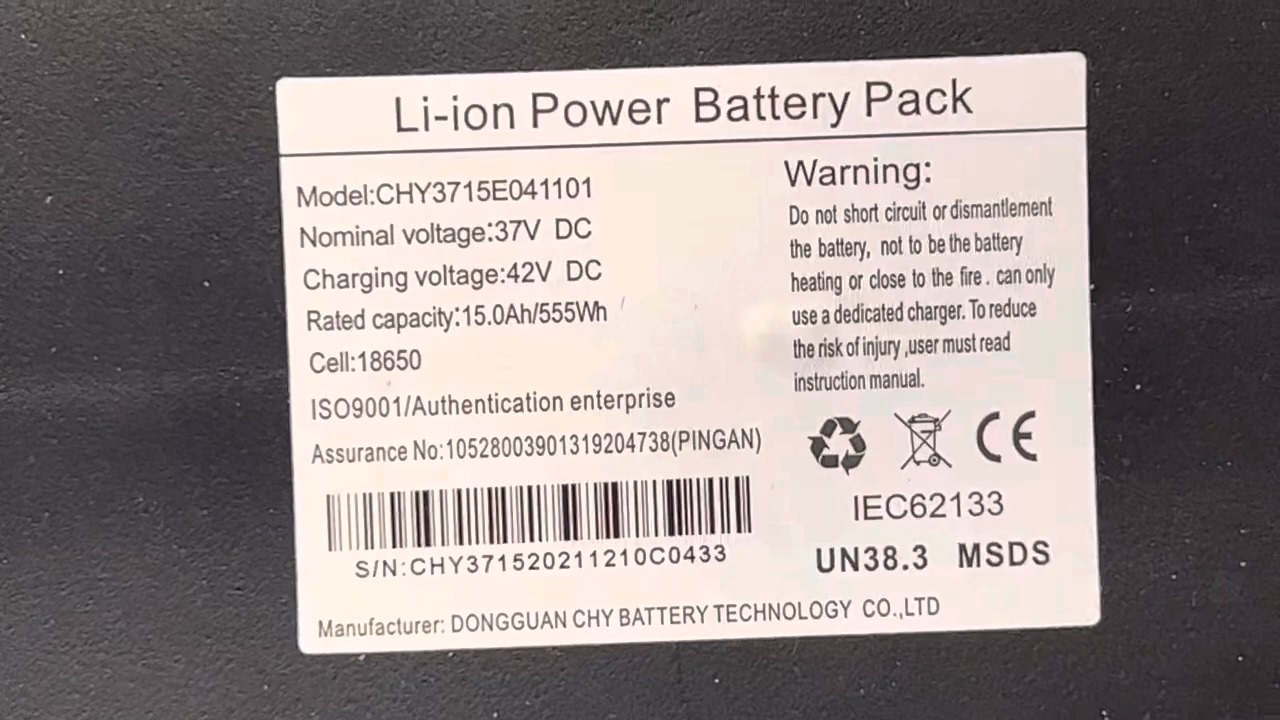 Li-ion Power Battery Pack
Model:CHY3715E041101
Nominal voltage:37V DC
Charging voltage:42V DC
Rated capacity:15.0Ah/555Wh
Cell:18650
ISO9001/Authentication enterprise
Assurance No:10528003901319204738(PINGAN)
S/N:CHY371520211210C0433
Manufacturer: DONGGUAN CHY BATTERY TECHNOLOGY CO.,LTD
Warning:
Do not short circuit or dismantlement
the battery, not to be the battery
heating or close to the fire . can only
use a dedicated charger. To reduce
the risk of injury ,user must read
instruction manual.
CE
IEC62133
UN38.3 MSDS